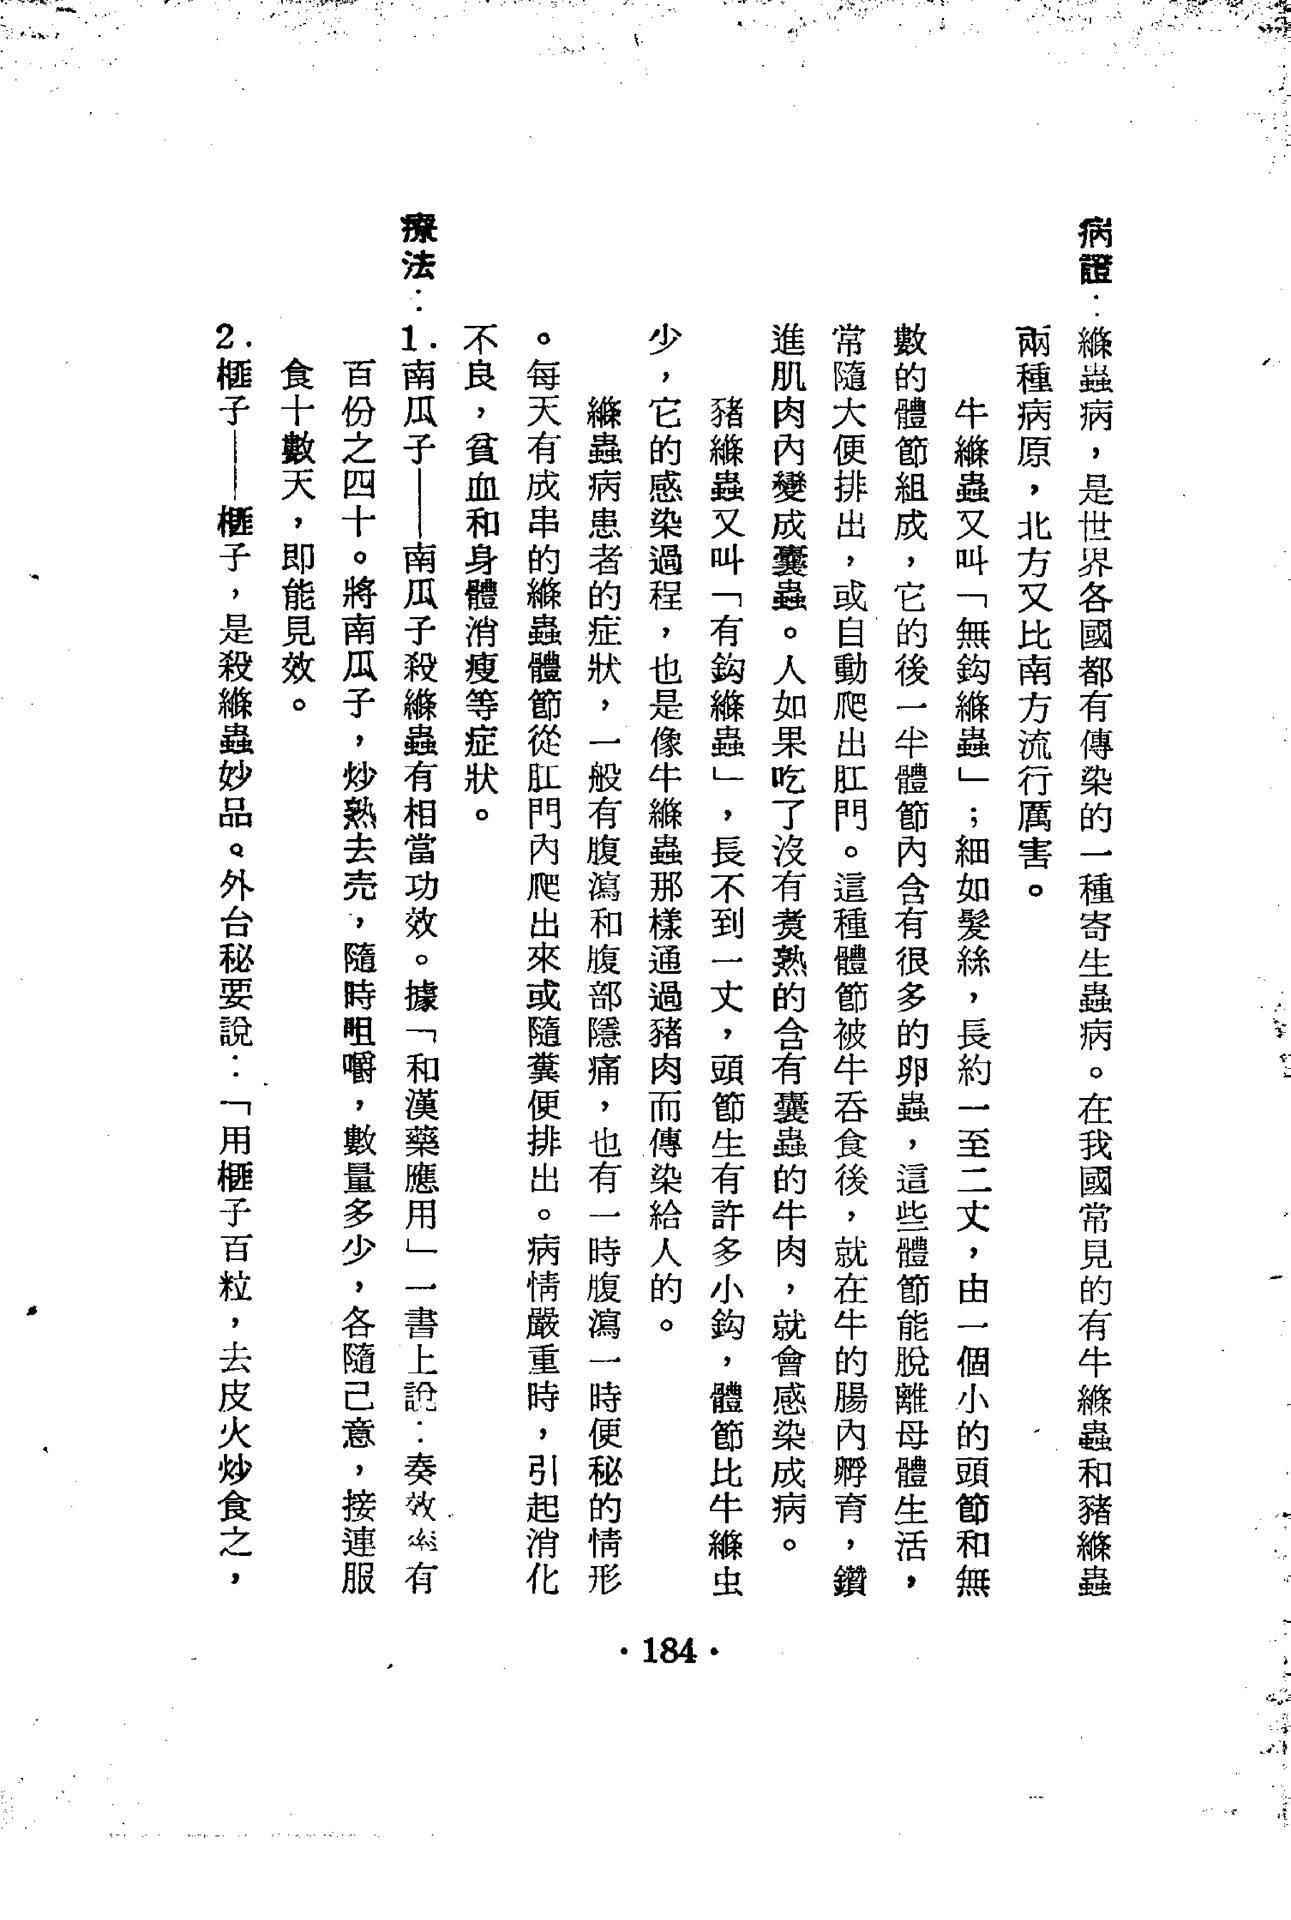 病證：縧蟲病，是世界各國都有傳染的一種寄生蟲病。在我國常見的有牛縧蟲和豬縧蟲
兩種病原，北方又比南方流行厲害。
牛縧蟲又叫「無鈎縧蟲」；細如髮絲，長約一至二丈，由一個小的頭節和無
數的體節組成，它的後一半體節內含有很多的卵蟲，這些體節能脫離母體生活，
常隨大便排出，或自動爬出肛門。這種體節被牛吞食後，就在牛的腸內孵育，鑽
進肌肉內變成囊蟲。人如果吃了沒有煑熟的含有囊蟲的牛肉，就會感染成病。
豬縧蟲又叫「有鈎縧蟲」，長不到一丈，頭節生有許多小鈎，體節比牛縧虫
少，它的感染過程，也是像牛縧蟲那樣通過豬肉而傳染給人的。
縧蟲病患者的症狀，一般有腹瀉和腹部隱痛，也有一時腹瀉一時便秘的情形
。每天有成串的縧蟲體節從肛門內爬出來或隨糞便排出。病情嚴重時，引起消化
不良，貧血和身體消瘦等症狀。
療法：1.南瓜子——南瓜子殺縧蟲有相當功效。據「和漢藥應用」一書上說：奏效率有
百份之四十。將南瓜子，炒熟去壳，隨時咀嚼，數量多少，各隨己意，接連服
食十數天，即能見效。
2.榧子——榧子，是殺縧蟲妙品。外台秘要說：「用榧子百粒，去皮火炒食之，
·184·